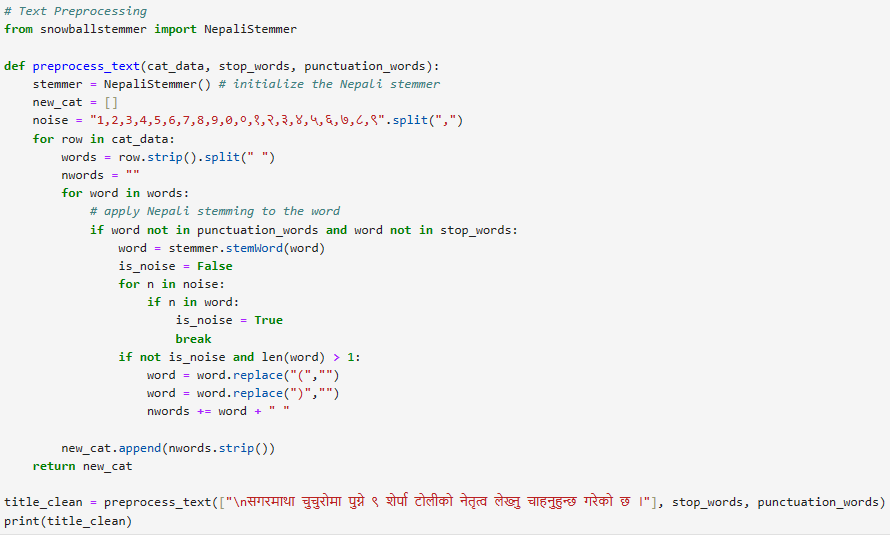 # Text Preprocessing
from snowballstemmer import NepaliStemmer

def preprocess_text(cat_data, stop_words, punctuation_words):
    stemmer = NepaliStemmer() # initialize the Nepali stemmer
    new_cat = []
    noise = "1,2,3,4,5,6,7,8,9,0,०,१,२,३,४,५,६,७,८,९".split(",")
    for row in cat_data:
        words = row.strip().split(" ")
        nwords = ""
        for word in words:
            # apply Nepali stemming to the word
            if word not in punctuation_words and word not in stop_words:
                word = stemmer.stemWord(word)
                is_noise = False
                for n in noise:
                    if n in word:
                        is_noise = True
                        break
                if not is_noise and len(word) > 1:
                    word = word.replace("(","")
                    word = word.replace(")","")
                    nwords += word + " "

        new_cat.append(nwords.strip())
    return new_cat

title_clean = preprocess_text(["\nसगरमाथा चुचुरोमा पुग्ने ९ शेर्पा टोलीको नेतृत्व लेख्नु चाहनुहुन्छ गरेको छ ।"], stop_words, punctuation_words)
print(title_clean)